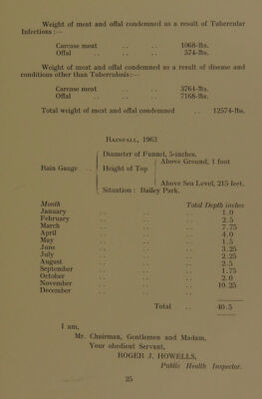 Weight of meat and offal condemned as a result of Tubercular
Infections :—
Carcase meat .. .. 1068-lbs.
Offal .. .. 574-lbs.
Weight of meat and offal condemned as a result of disease and
conditions other than Tuberculosis :—
Carcase meat .. .. 3764-lbs.
Offal .. .. 7168-lbs.
Total weight of meat and offal condemned .. 12574-lbs.
RAINFALL, 1963
Diameter of Funnel, 5-inches.
Above Ground, 1 foot
Rain Gauge .. Height of Top
Above Sea Level, 215 feet.
Situation : Bailey Park.
Month Total Depth inches
January .. .. .. 1.0
February .. .. .. 2.5
March .. .. .. 7.75
April .. .. .. 4.0
May .. .. .. 1.5
June .. .. .. 3.25
July .. .. .. 2.25
August .. .. .. 2.5
September .. .. .. 1.75
October .. .. .. 2.0
November .. .. .. 10.25
December .. .. ..
Total .. 40.5
I am,
Mr. Chairman, Gentlemen and Madam,
Your obedient Servant,
ROGER J. HOWELLS,
Public Health Inspector.
25